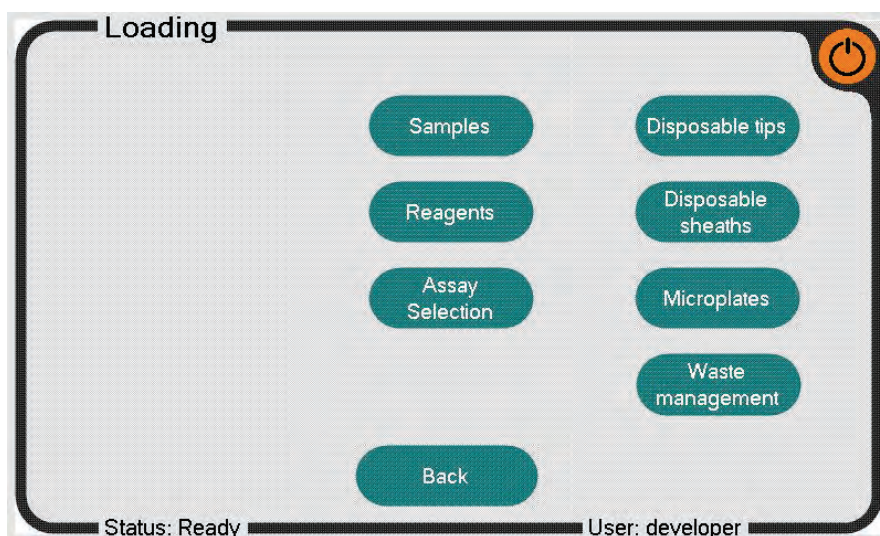 Loading
Samples
Disposable tips
Reagents
Disposable
sheaths
Assay
Selection
Microplates
Waste
management
Back
Status: Ready
User: developer